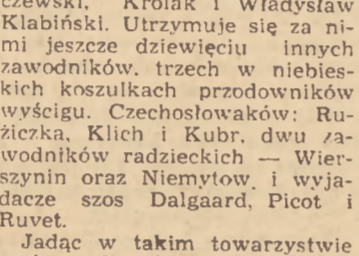 czewski, Królak i Władysław
Klabiński. Utrzymuje się za ni-
mi jeszcze dziewięciu innych
zawodników, trzech w niebies-
kich koszulkach przodowników
wyścigu. Czechosłowaków: Ru-
żiczka, Klich i Kubr, dwu za-
wodników radzieckich — Wier-
szynin oraz Niemytow, i wyja-
dacze szos Dalgaard, Picot i
Ruvet.
Jadąc w takim towarzystwie